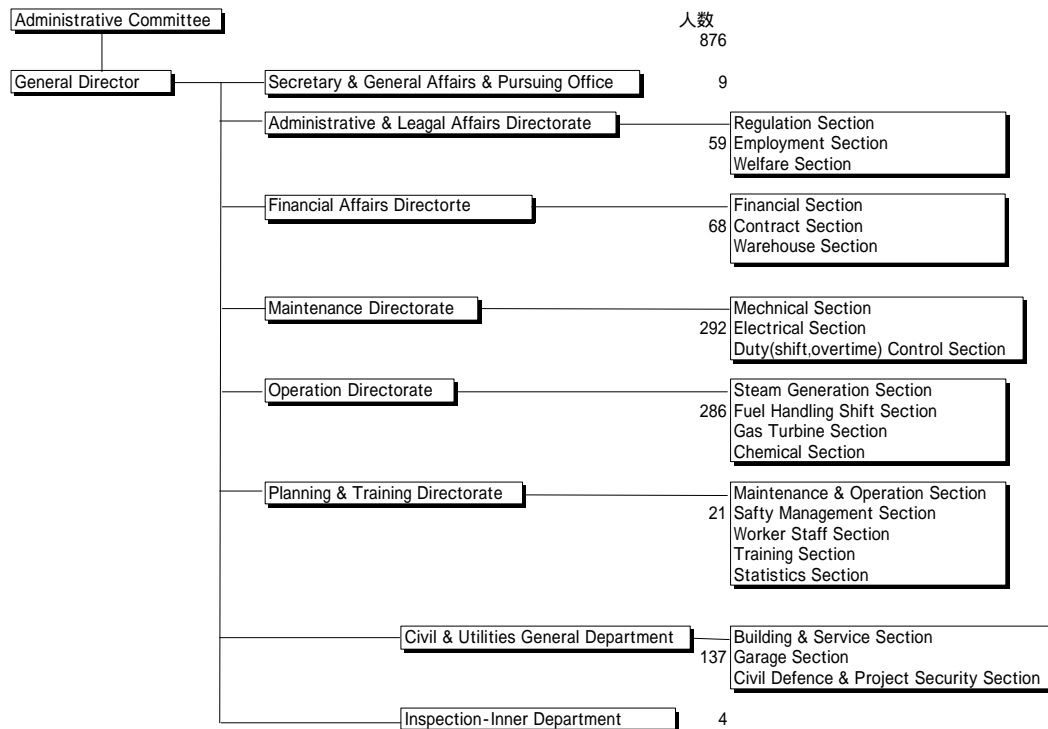 Administrative Committee
人数
876
General Director
Secretary & General Affairs & Pursuing Office 9
Administrative & Leagal Affairs Directorate
Regulation Section
59 Employment Section
Welfare Section
Financial Affairs Directorte
Financial Section
68 Contract Section
Warehouse Section
Maintenance Directorate
Mechnical Section
292 Electrical Section
Duty(shift,overtime) Control Section
Operation Directorate
Steam Generation Section
286 Fuel Handling Shift Section
Gas Turbine Section
Chemical Section
Planning & Training Directorate
Maintenance & Operation Section
21 Safty Management Section
Worker Staff Section
Training Section
Statistics Section
Civil & Utilities General Department
Building & Service Section
137 Garage Section
Civil Defence & Project Security Section
Inspection-Inner Department 4